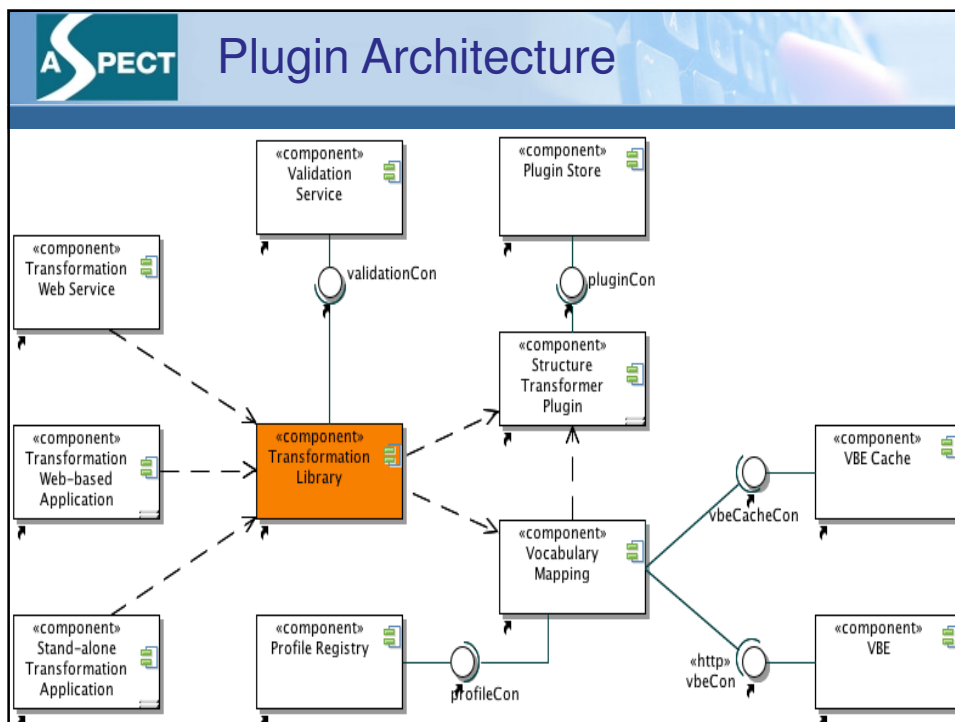 ASPECT
Plugin Architecture
«component»
Validation
Service
«component»
Plugin Store
«component»
Transformation
Web Service
validationCon
pluginCon
«component»
Structure
Transformer
Plugin
«component»
Transformation
Web-based
Application
«component»
Transformation
Library
«component»
VBE Cache
vbeCacheCon
«component»
Vocabulary
Mapping
«component»
Stand-alone
Transformation
Application
«component»
Profile Registry
profileCon
«http»
vbeCon
«component»
VBE